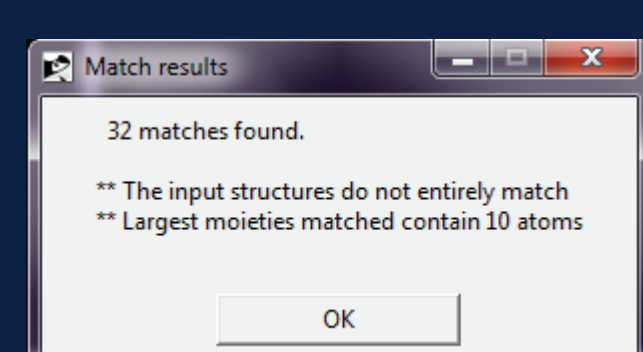 Match results
32 matches found.
** The input structures do not entirely match
** Largest moieties matched contain 10 atoms
OK